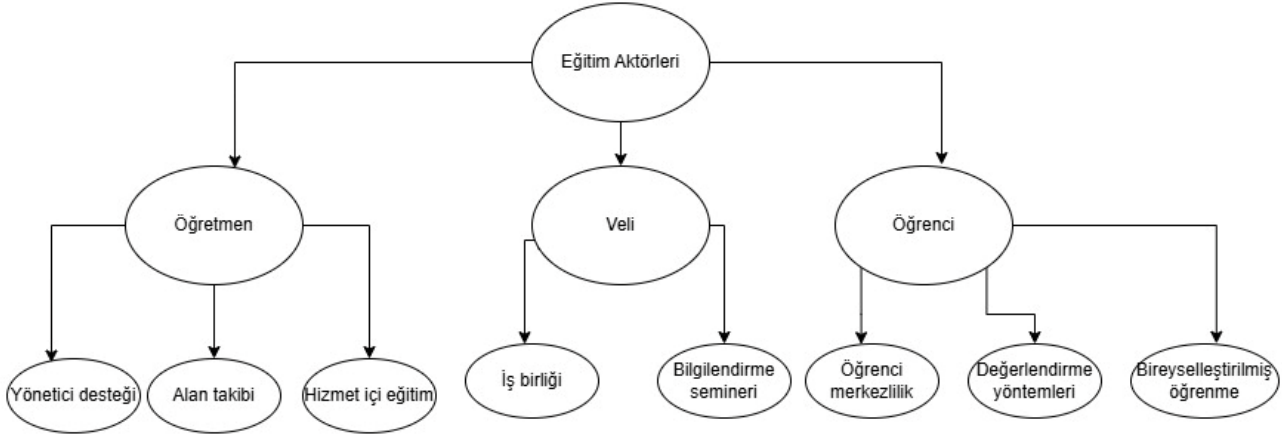 Eğitim Aktörleri
Öğretmen
Veli
Öğrenci
Yönetici desteği
Alan takibi
Hizmet içi eğitim
İş birliği
Bilgilendirme
semineri
Öğrenci
merkezlilik
Değerlendirme
yöntemleri
Bireyselleştirilmiş
öğrenme